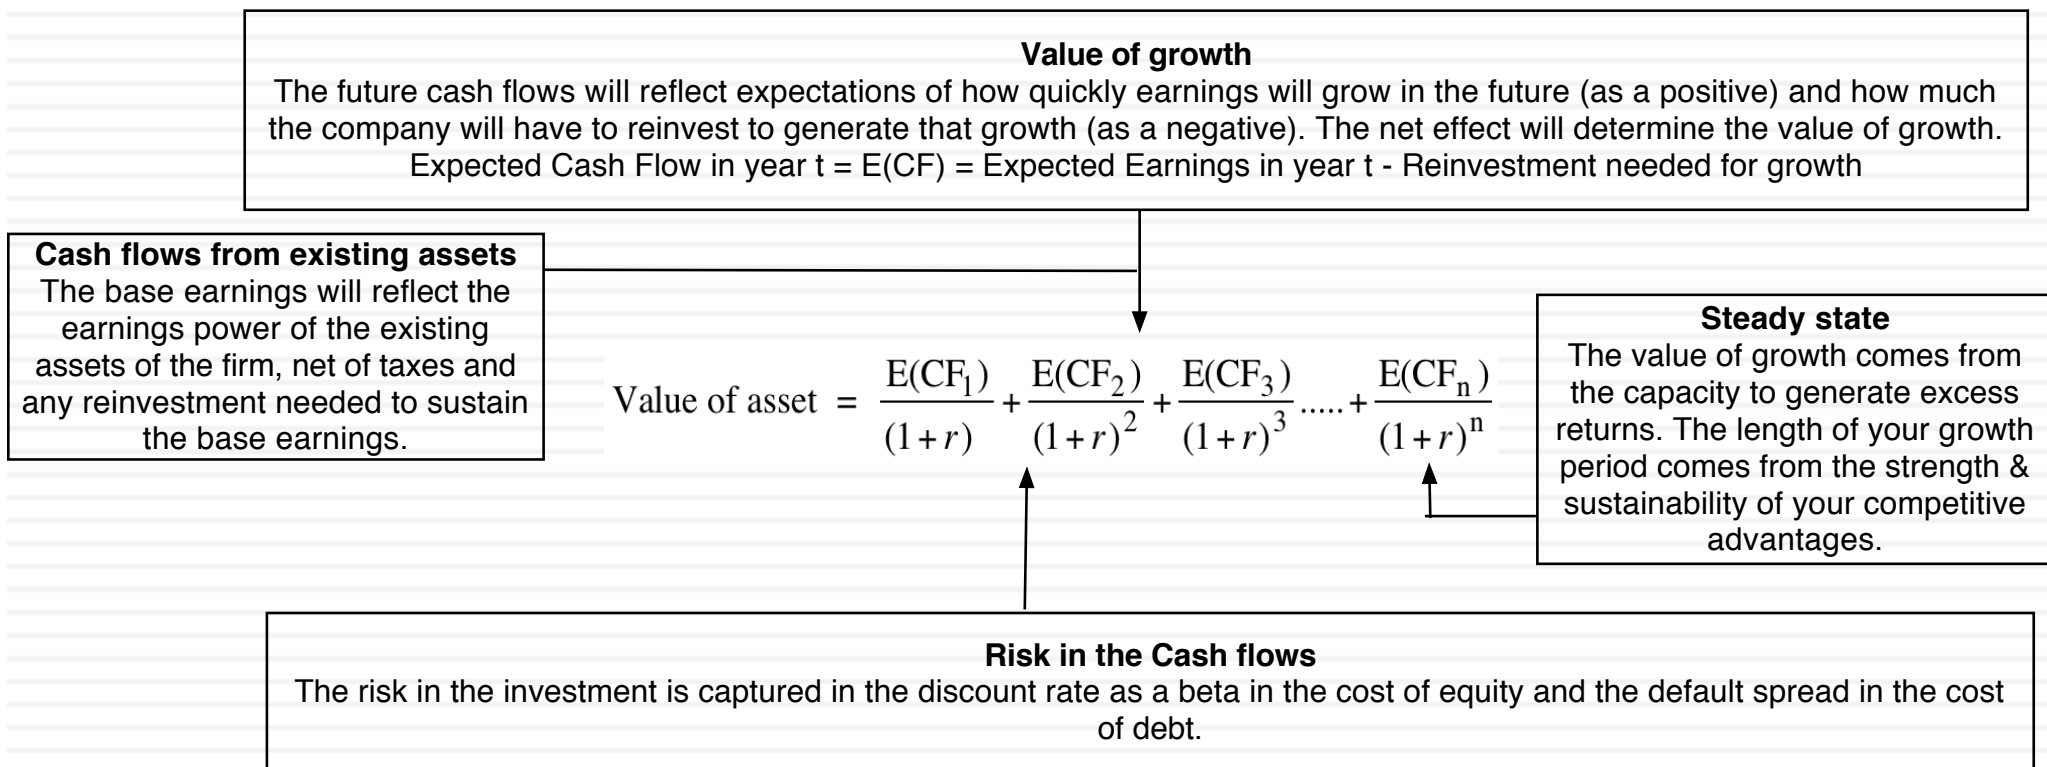 Value of growth
The future cash flows will reflect expectations of how quickly earnings will grow in the future (as a positive) and how much
the company will have to reinvest to generate that growth (as a negative). The net effect will determine the value of growth.
Expected Cash Flow in year t = E(CF) = Expected Earnings in year t - Reinvestment needed for growth
Cash flows from existing assets
The base earnings will reflect the
earnings power of the existing
assets of the firm, net of taxes and
any reinvestment needed to sustain
the base earnings.
Value of asset = E(CF₁)/(1+r) + E(CF₂)/(1+r)² + E(CF₃)/(1+r)³ ..... + E(CFₙ)/(1+r)ⁿ
Steady state
The value of growth comes from
the capacity to generate excess
returns. The length of your growth
period comes from the strength &
sustainability of your competitive
advantages.
Risk in the Cash flows
The risk in the investment is captured in the discount rate as a beta in the cost of equity and the default spread in the cost
of debt.